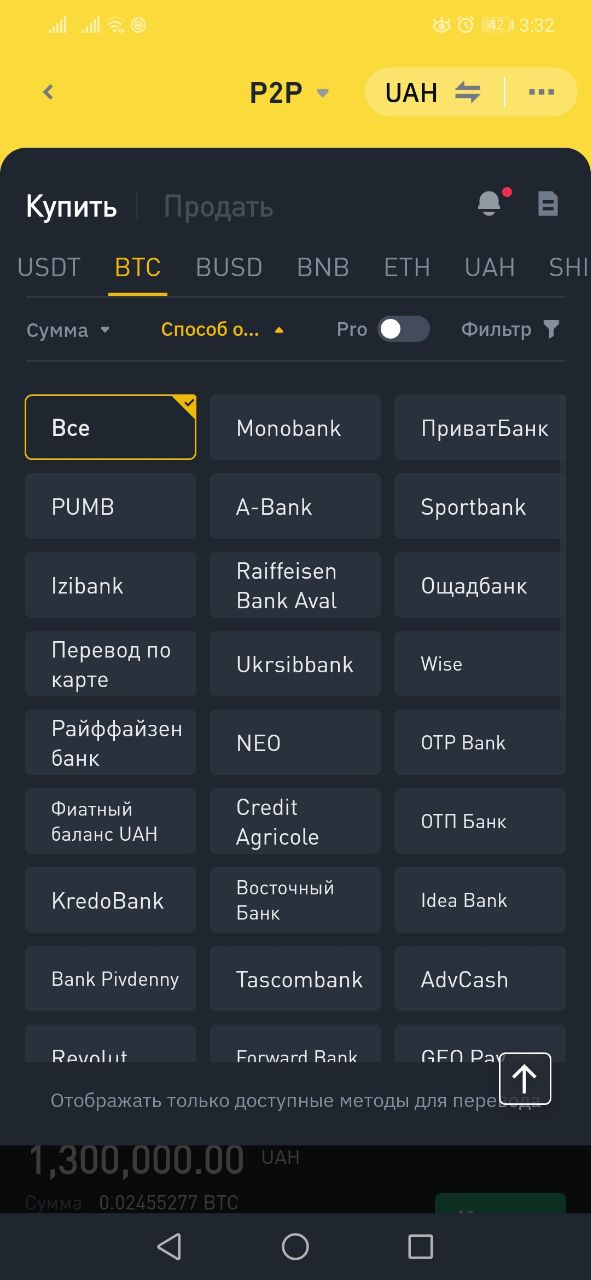 42 3:32
P2P UAH
Купить Продать
USDT BTC BUSD BNB ETH UAH SHI
Сумма Способ о... Pro Фильтр
Все Monobank ПриватБанк
PUMB A-Bank Sportbank
Izibank Raiffeisen Bank Aval Ощадбанк
Перевод по карте Ukrsibbank Wise
Райффайзен банк NEO OTP Bank
Фиатный баланс UAH Credit Agricole ОТП Банк
KredoBank Восточный Банк Idea Bank
Bank Pivdenny Tascombank AdvCash
Revolut Forward Bank GEO Pay
Отображать только доступные методы для перевода
1,300,000.00 UAH
Сумма 0.02455277 BTC